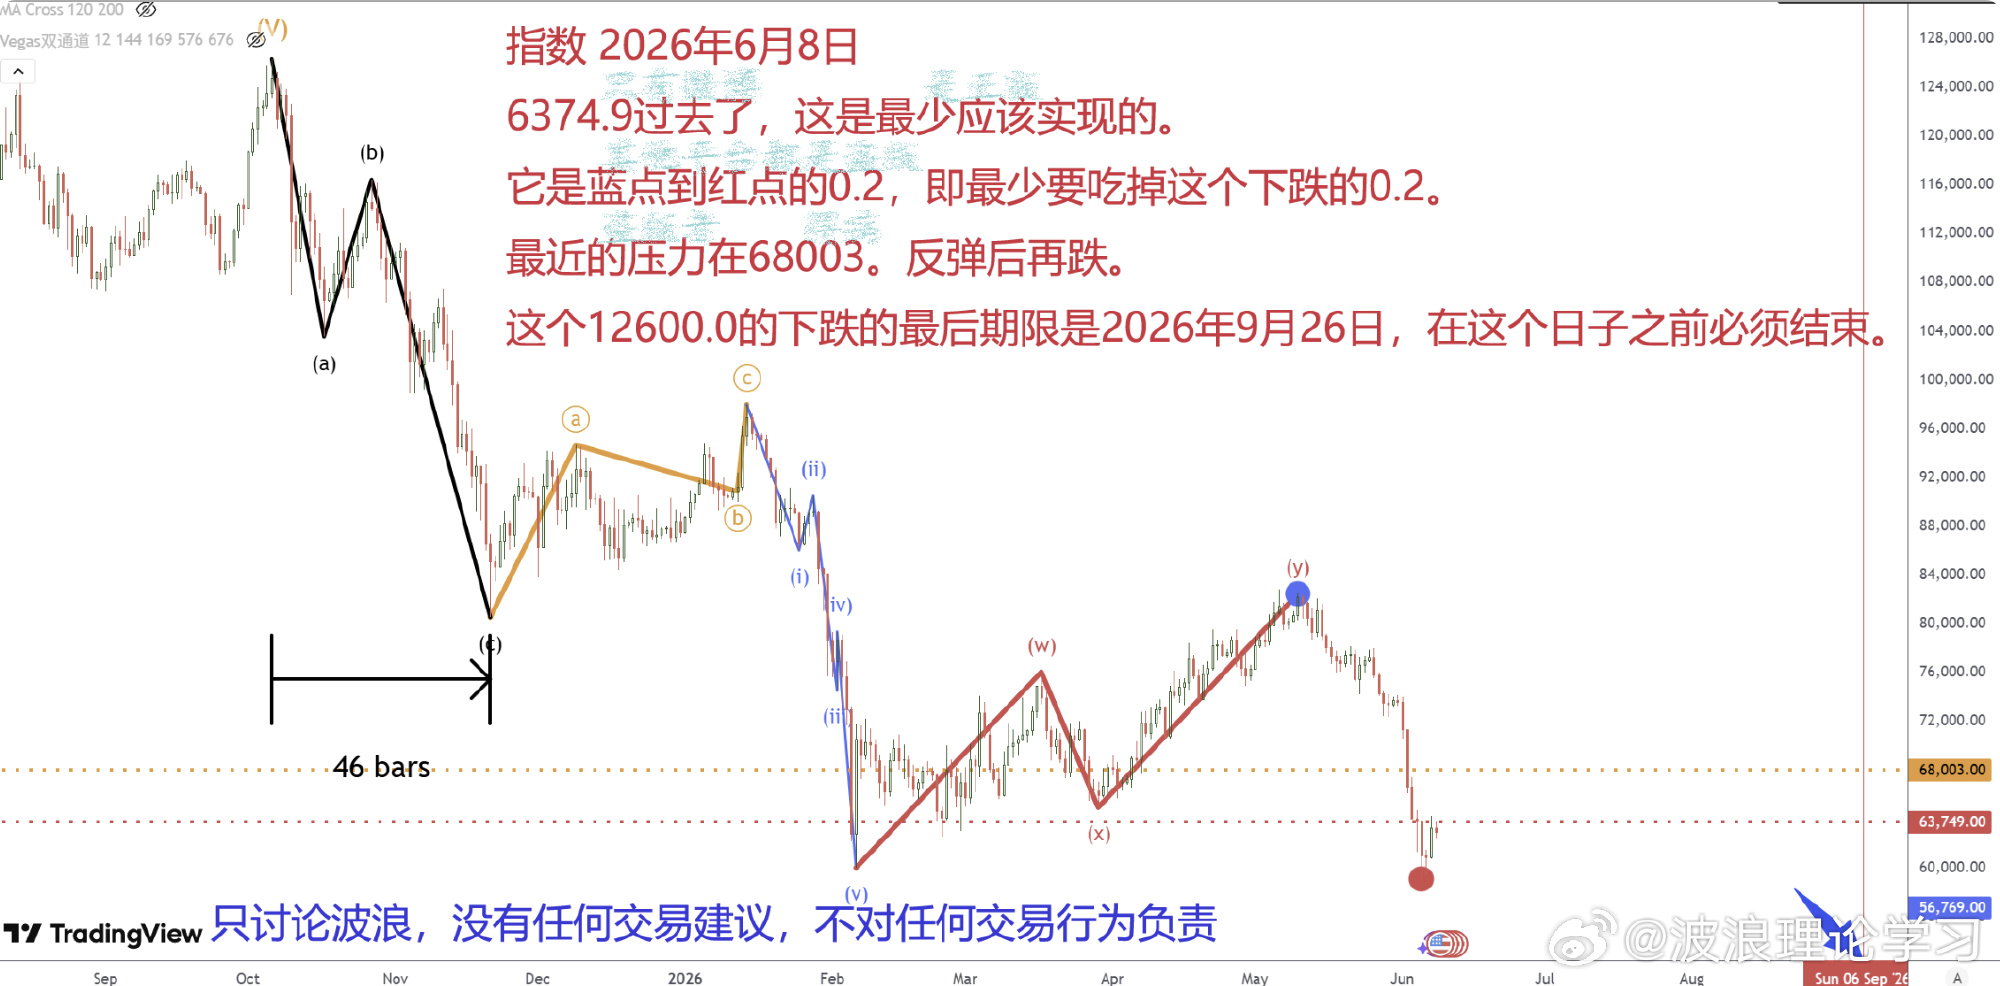 MA Cross 120 200
Vegas双通道 12 144 169 576 676
(V)
指数 2026年6月8日
6374.9过去了，这是最少应该实现的。
它是蓝点到红点的0.2，即最少要吃掉这个下跌的0.2。
最近的压力在68003。反弹后再跌。
这个12600.0的下跌的最后期限是2026年9月26日，在这个日子之前必须结束。
(b)
(a)
(c)
46 bars
a
b
c
(i)
(ii)
(iii)
iv)
(v)
(w)
(x)
(y)
128,000.00
124,000.00
120,000.00
116,000.00
112,000.00
108,000.00
104,000.00
100,000.00
96,000.00
92,000.00
88,000.00
84,000.00
80,000.00
76,000.00
72,000.00
68,003.00
63,749.00
60,000.00
56,769.00
TradingView
只讨论波浪，没有任何交易建议，不对任何交易行为负责
@波浪理论学习
Sep Oct Nov Dec 2026 Feb Mar Apr May Jun Jul Aug Sun 06 Sep '26 A